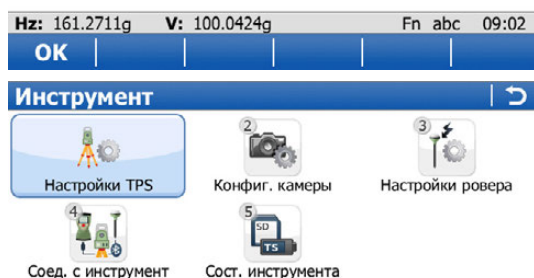 Hz: 161.2711g V: 100.0424g Fn abc 09:02
OK
Инструмент
2 3
Настройки TPS Конфиг. камеры Настройки ровера
4 5
SD
TS
Соед. с инструмент Сост. инструмента